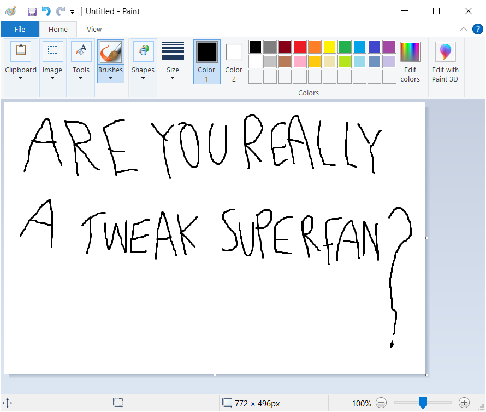 Untitled - Paint
File Home View
Clipboard Image Tools Brushes Shapes Size Color 1 Color 2 Edit colors Edit with Paint 3D
Colors
ARE YOU REALLY
A TWEAK SUPERFAN?
772 × 496px 100%